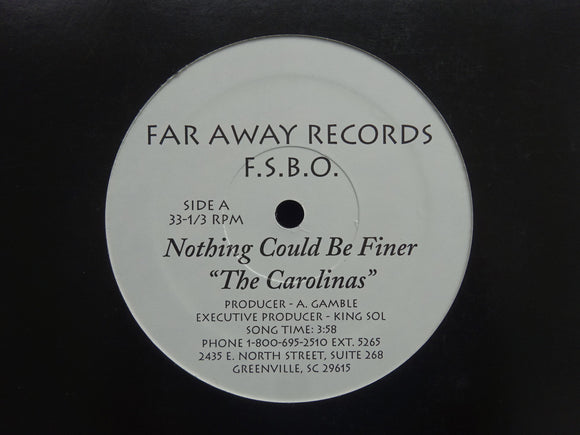 FAR AWAY RECORDS
F.S.B.O.
SIDE A
33-1/3 RPM
Nothing Could Be Finer
“The Carolinas”
PRODUCER - A. GAMBLE
EXECUTIVE PRODUCER - KING SOL
SONG TIME: 3:58
PHONE 1-800-695-2510 EXT. 5265
2435 E. NORTH STREET, SUITE 268
GREENVILLE, SC 29615